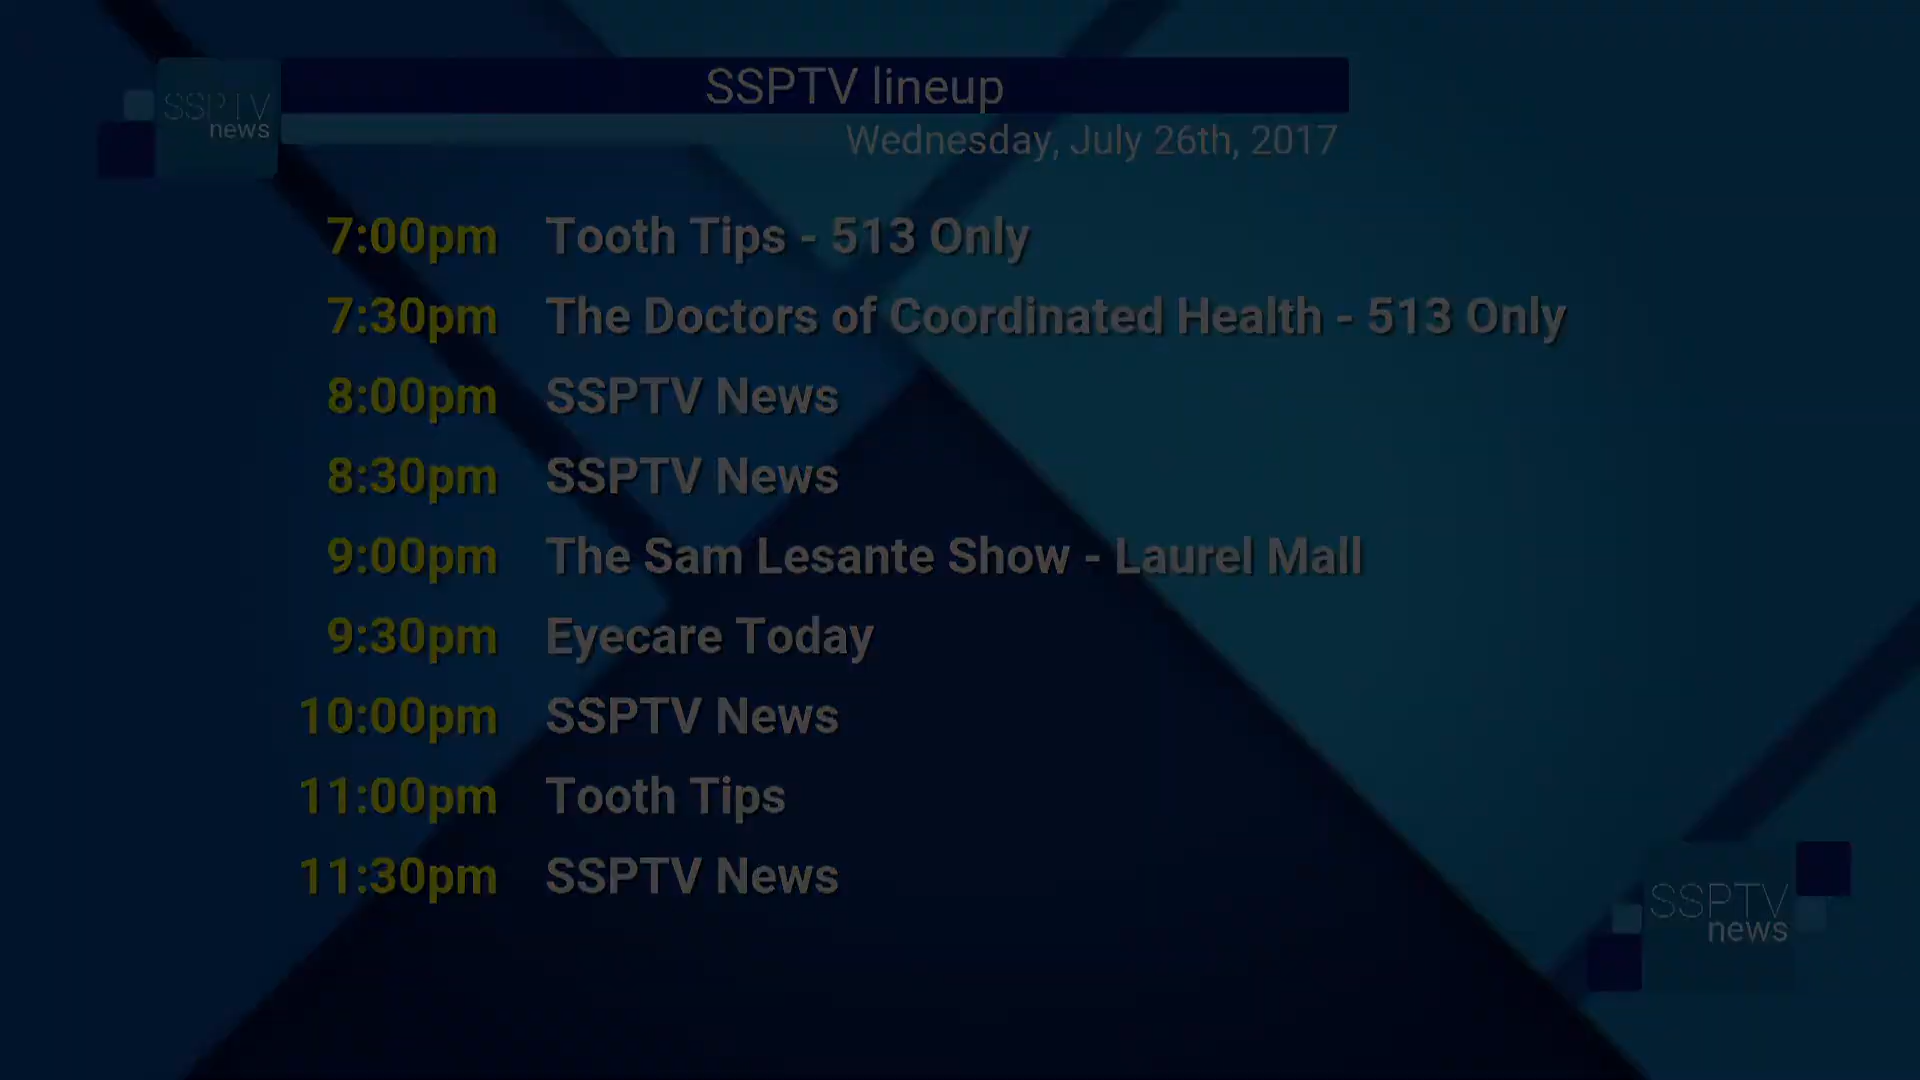 SSPTV lineup
SSPTV
news
Wednesday, July 26th, 2017
7:00pm Tooth Tips - 513 Only
7:30pm The Doctors of Coordinated Health - 513 Only
8:00pm SSPTV News
8:30pm SSPTV News
9:00pm The Sam Lesante Show - Laurel Mall
9:30pm Eyecare Today
10:00pm SSPTV News
11:00pm Tooth Tips
11:30pm SSPTV News
SSPTV
news